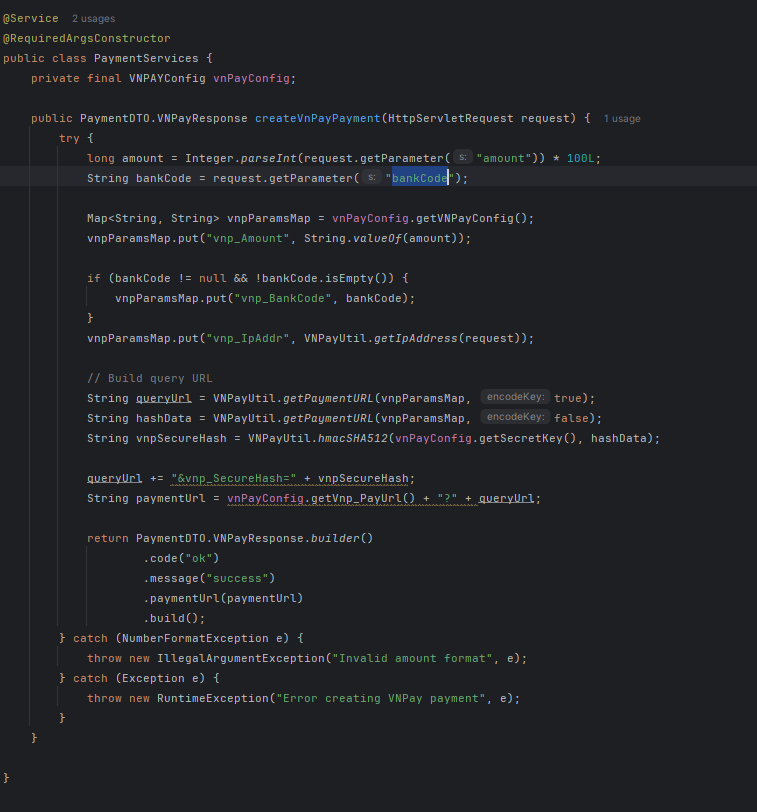 @Service 2 usages
@RequiredArgsConstructor
public class PaymentServices {
    private final VNPAYConfig vnPayConfig;

    public PaymentDTO.VNPayResponse createVnPayPayment(HttpServletRequest request) { 1 usage
        try {
            long amount = Integer.parseInt(request.getParameter( s: "amount")) * 100L;
            String bankCode = request.getParameter( s: "bankCode");

            Map<String, String> vnpParamsMap = vnPayConfig.getVNPayConfig();
            vnpParamsMap.put("vnp_Amount", String.valueOf(amount));

            if (bankCode != null && !bankCode.isEmpty()) {
                vnpParamsMap.put("vnp_BankCode", bankCode);
            }
            vnpParamsMap.put("vnp_IpAddr", VNPayUtil.getIpAddress(request));

            // Build query URL
            String queryUrl = VNPayUtil.getPaymentURL(vnpParamsMap, encodeKey: true);
            String hashData = VNPayUtil.getPaymentURL(vnpParamsMap, encodeKey: false);
            String vnpSecureHash = VNPayUtil.hmacSHA512(vnPayConfig.getSecretKey(), hashData);

            queryUrl += "&vnp_SecureHash=" + vnpSecureHash;
            String paymentUrl = vnPayConfig.getVnp_PayUrl() + "?" + queryUrl;

            return PaymentDTO.VNPayResponse.builder()
                    .code("ok")
                    .message("success")
                    .paymentUrl(paymentUrl)
                    .build();
        } catch (NumberFormatException e) {
            throw new IllegalArgumentException("Invalid amount format", e);
        } catch (Exception e) {
            throw new RuntimeException("Error creating VNPay payment", e);
        }
    }

}